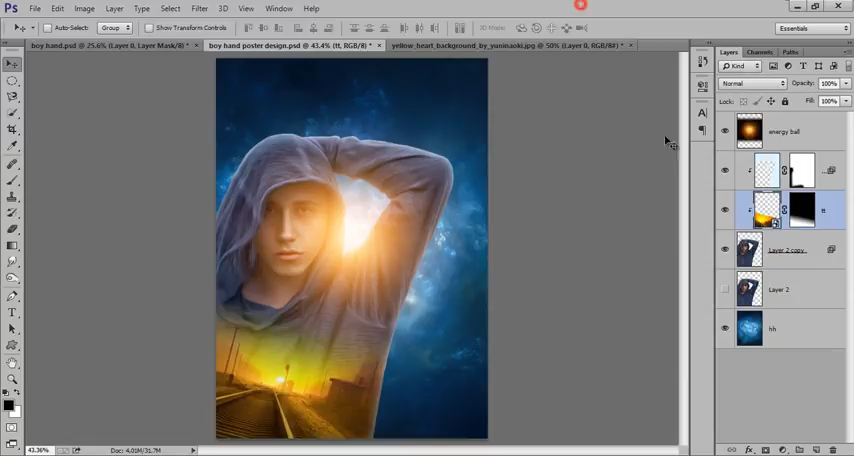 Ps File Edit Image Layer Type Select Filter 3D View Window Help
Auto-Select: Group Show Transform Controls 3D Mode: Essentials
boy hand.psd @ 25.6% (Layer 0, Layer Mask/8) * × boy hand poster design.psd @ 43.4% (tt, RGB/8) * × yellow_heart_background_by_yuninaoki.jpg @ 50% (Layer 0, RGB/8#) * ×
Layers Channels Paths
Kind
Normal Opacity: 100%
Lock: Fill: 100%
energy ball
...
tt
Layer 2 copy
Layer 2
hh
43.36% Doc: 4.01M/31.7M